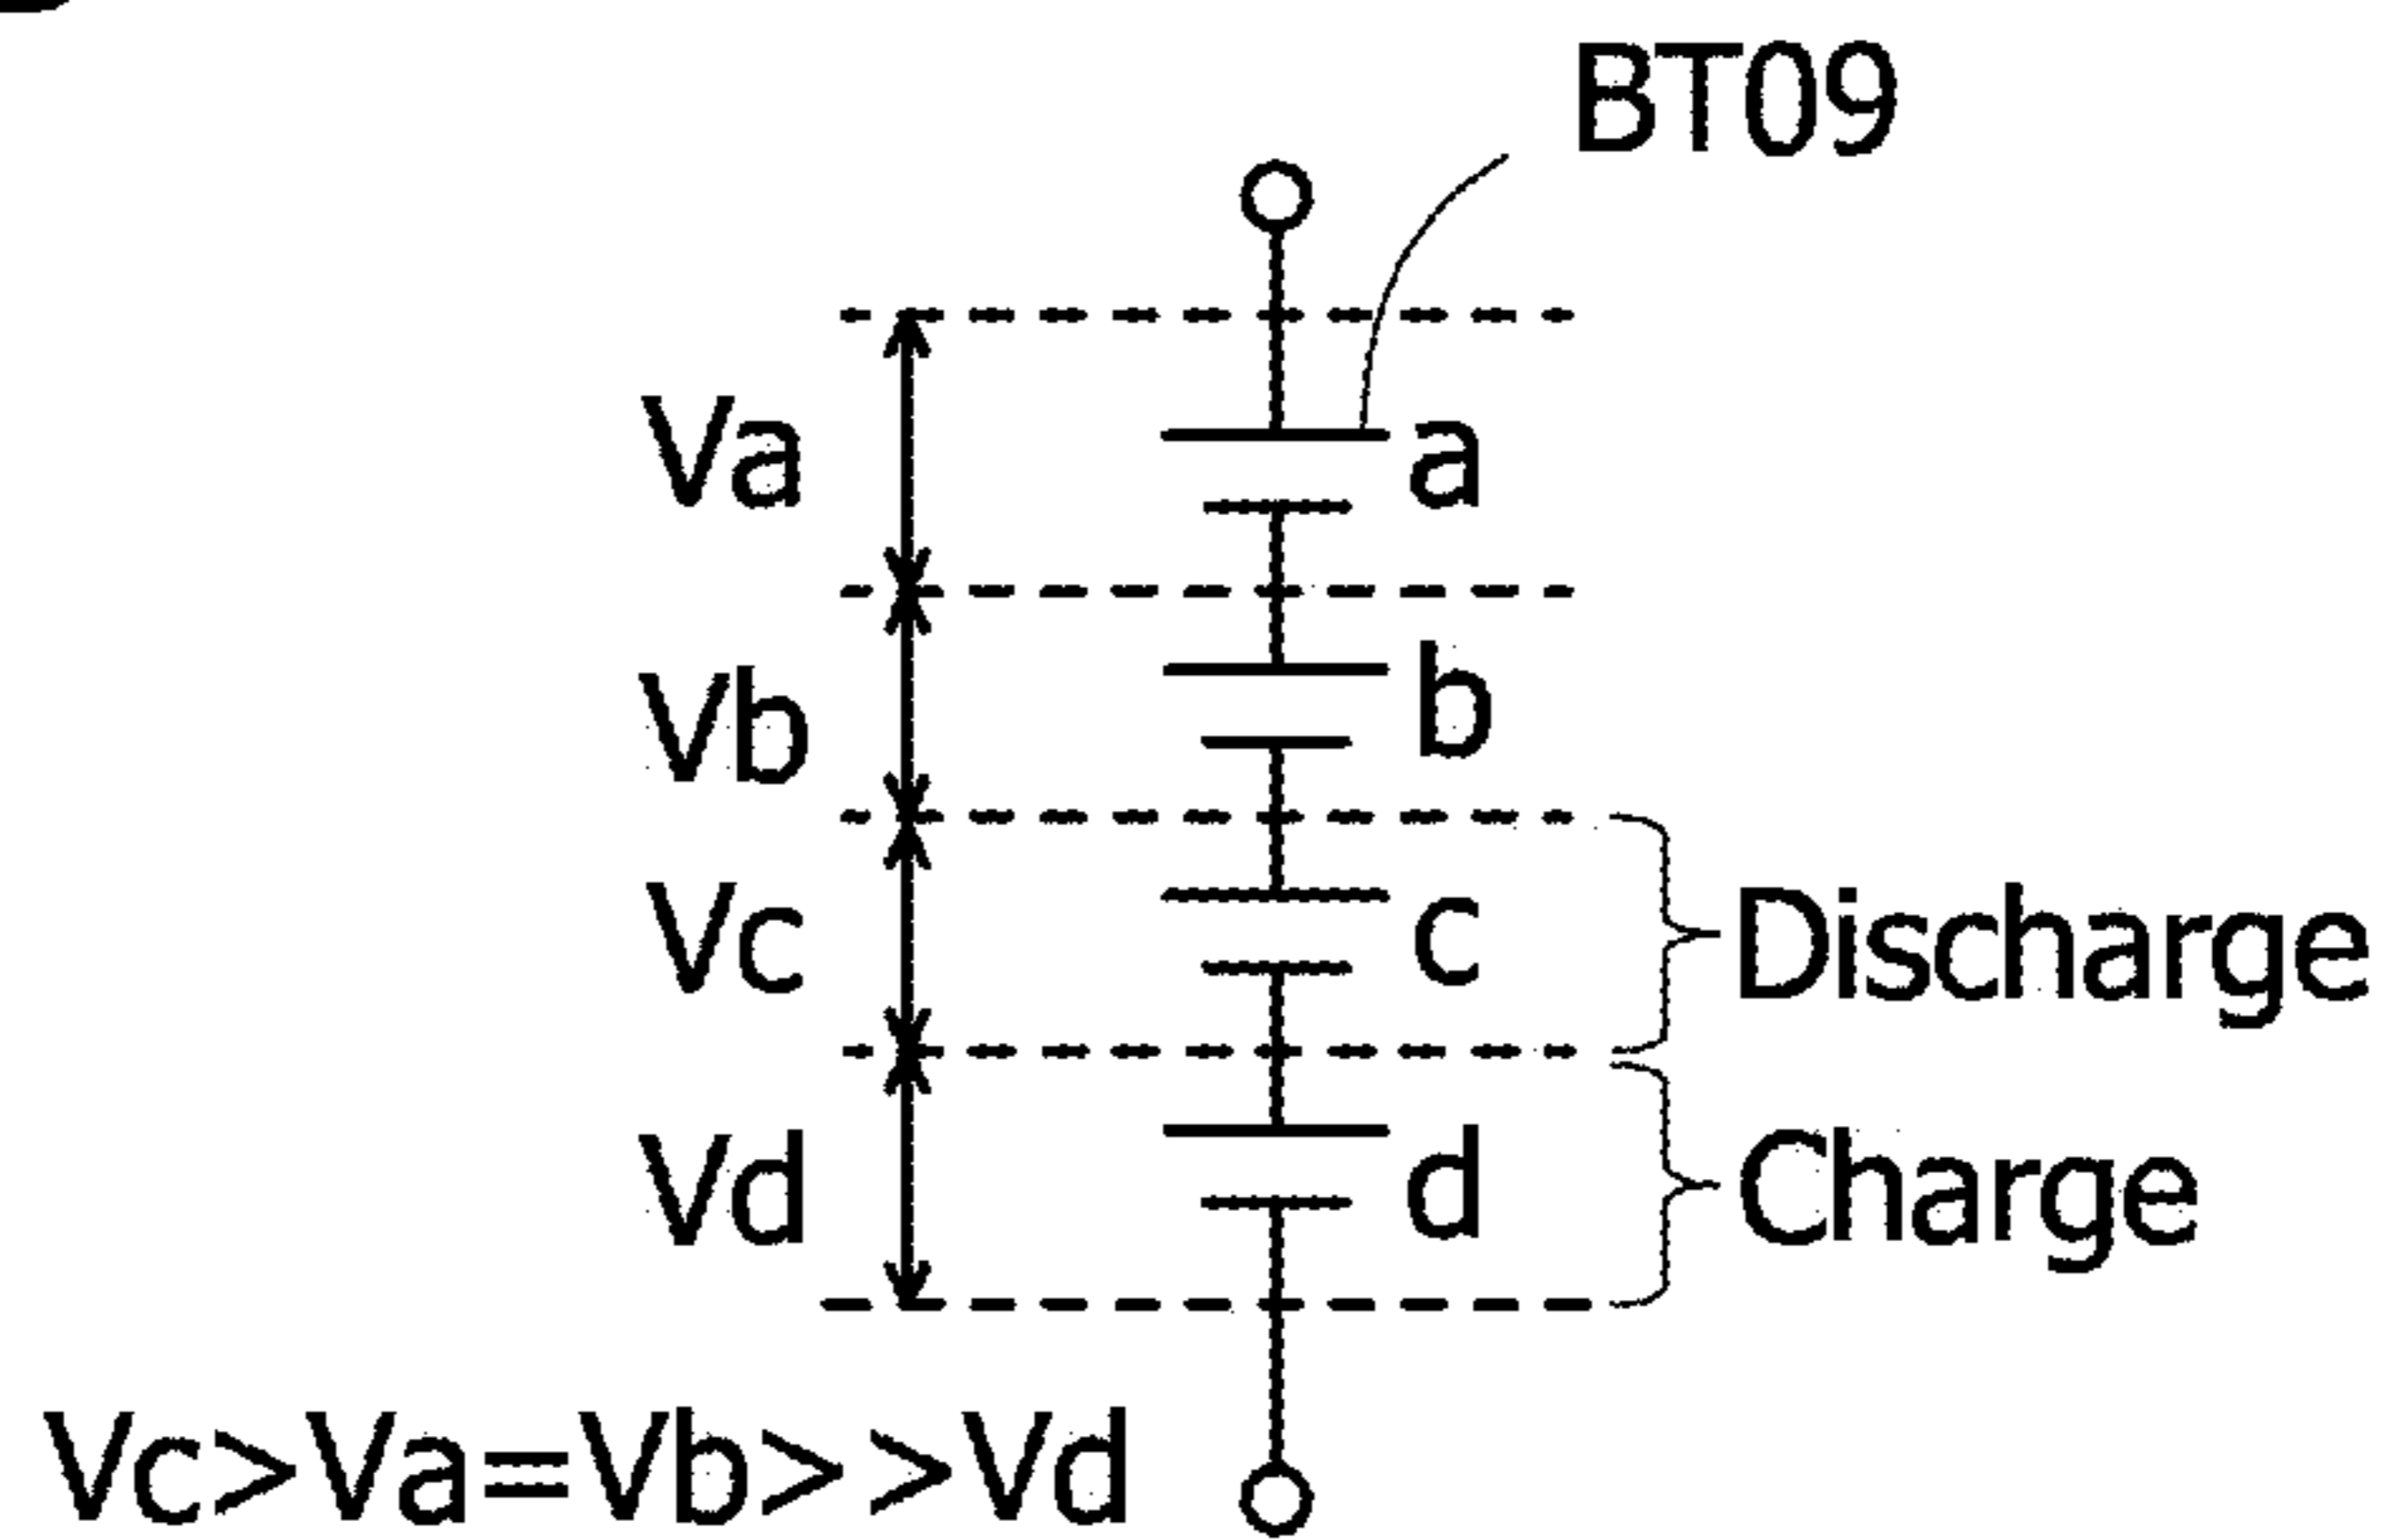 BT09
Va
a
Vb
b
Vc
c
Discharge
Vd
d
Charge
Vc>Va=Vb>>Vd